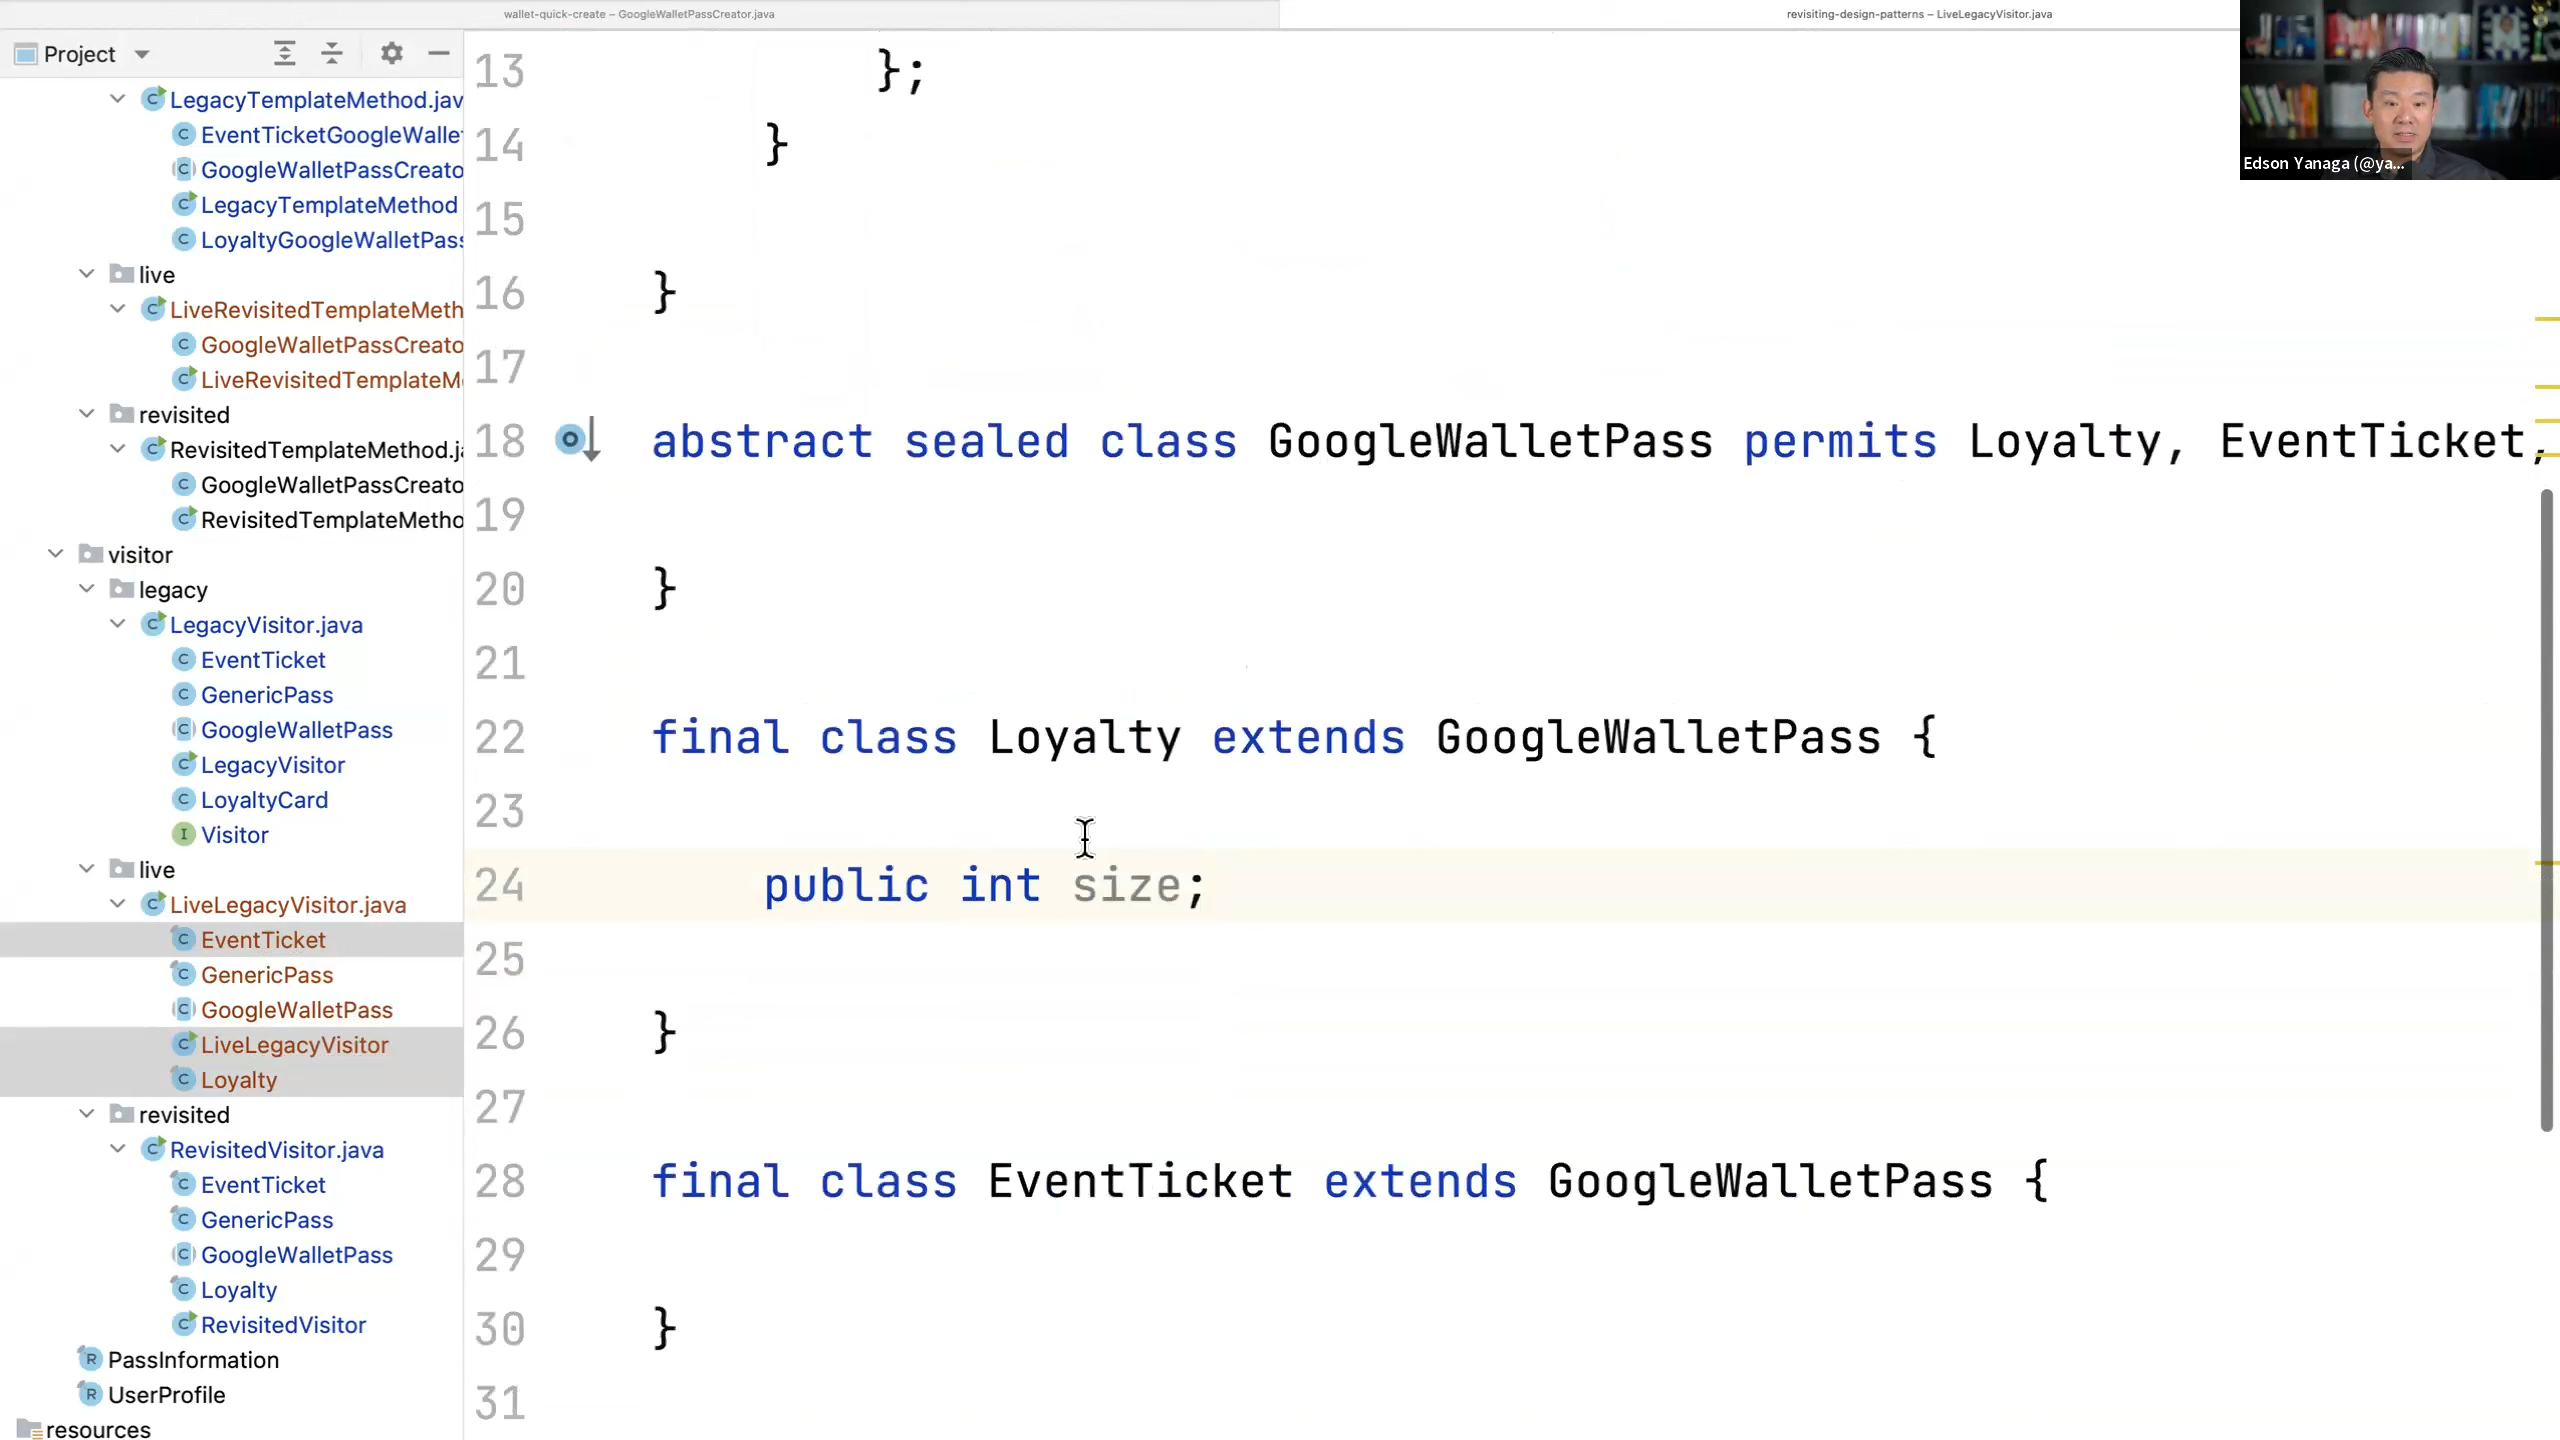 wallet-quick-create – GoogleWalletPassCreator.java
revisiting-design-patterns – LiveLegacyVisitor.java
Project
LegacyTemplateMethod.jav
EventTicketGoogleWalle
GoogleWalletPassCreato
LegacyTemplateMethod
LoyaltyGoogleWalletPass
live
LiveRevisitedTemplateMeth
GoogleWalletPassCreato
LiveRevisitedTemplateM
revisited
RevisitedTemplateMethod.j
GoogleWalletPassCreato
RevisitedTemplateMetho
visitor
legacy
LegacyVisitor.java
EventTicket
GenericPass
GoogleWalletPass
LegacyVisitor
LoyaltyCard
Visitor
live
LiveLegacyVisitor.java
EventTicket
GenericPass
GoogleWalletPass
LiveLegacyVisitor
Loyalty
revisited
RevisitedVisitor.java
EventTicket
GenericPass
GoogleWalletPass
Loyalty
RevisitedVisitor
PassInformation
UserProfile
resources
13 };
14 }
15
16 }
17
18 abstract sealed class GoogleWalletPass permits Loyalty, EventTicket,
19
20 }
21
22 final class Loyalty extends GoogleWalletPass {
23
24 public int size;
25
26 }
27
28 final class EventTicket extends GoogleWalletPass {
29
30 }
31
Edson Yanaga (@ya...